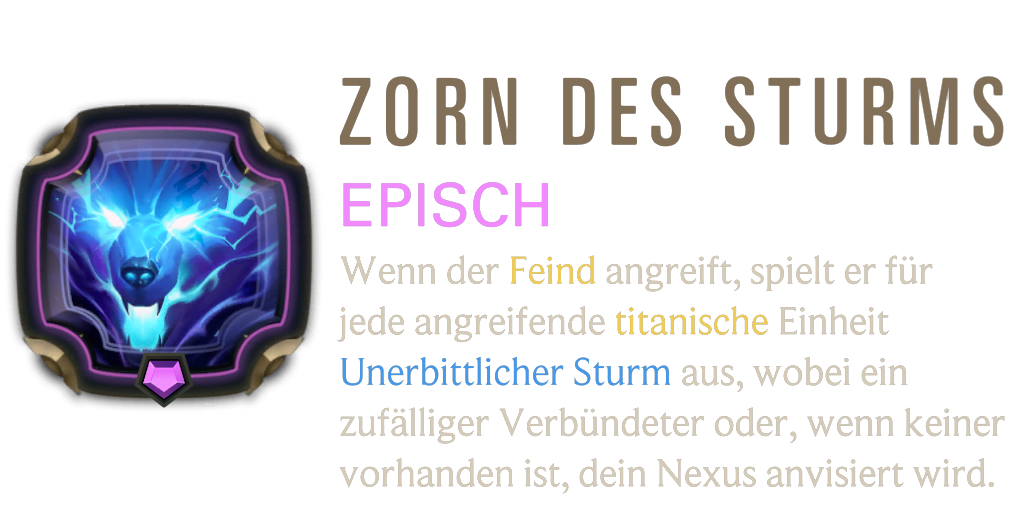 ZORN DES STURMS
EPISCH
Wenn der Feind angreift, spielt er für
jede angreifende titanische Einheit
Unerbittlicher Sturm aus, wobei ein
zufälliger Verbündeter oder, wenn keiner
vorhanden ist, dein Nexus anvisiert wird.